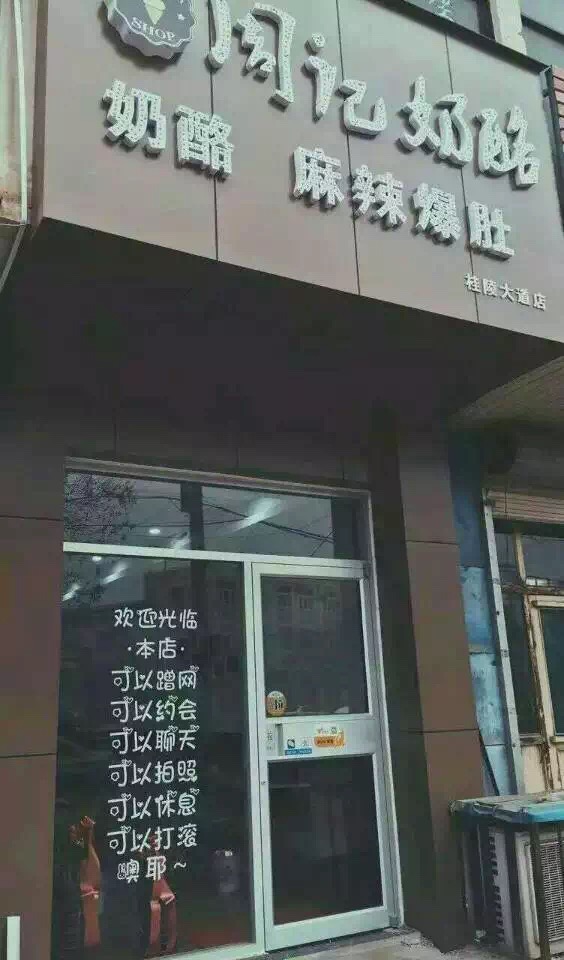 SHOP
周记奶酪
奶酪 麻辣爆肚
桂陵大道店
欢迎光临
·本店·
可以蹭网
可以约会
可以聊天
可以拍照
可以休息
可以打滚
噢耶~